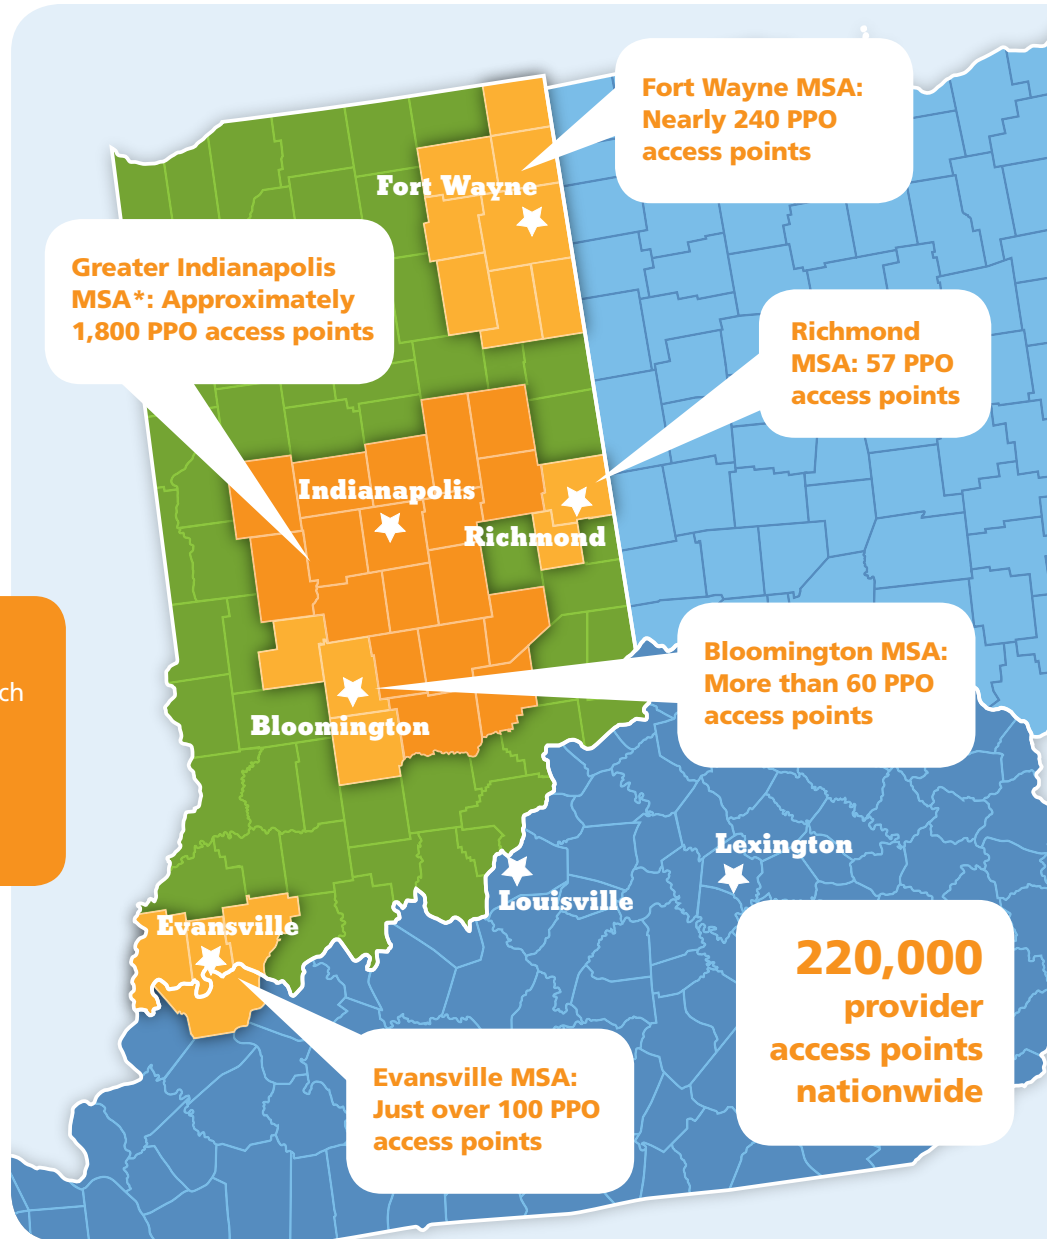 Fort Wayne MSA:
Nearly 240 PPO
access points
Fort Wayne
Greater Indianapolis
MSA*: Approximately
1,800 PPO access points
Richmond
MSA: 57 PPO
access points
Indianapolis
Richmond
ch
Bloomington MSA:
More than 60 PPO
access points
Bloomington
Lexington
Louisville
Evansville
220,000
provider
access points
nationwide
Evansville MSA:
Just over 100 PPO
access points